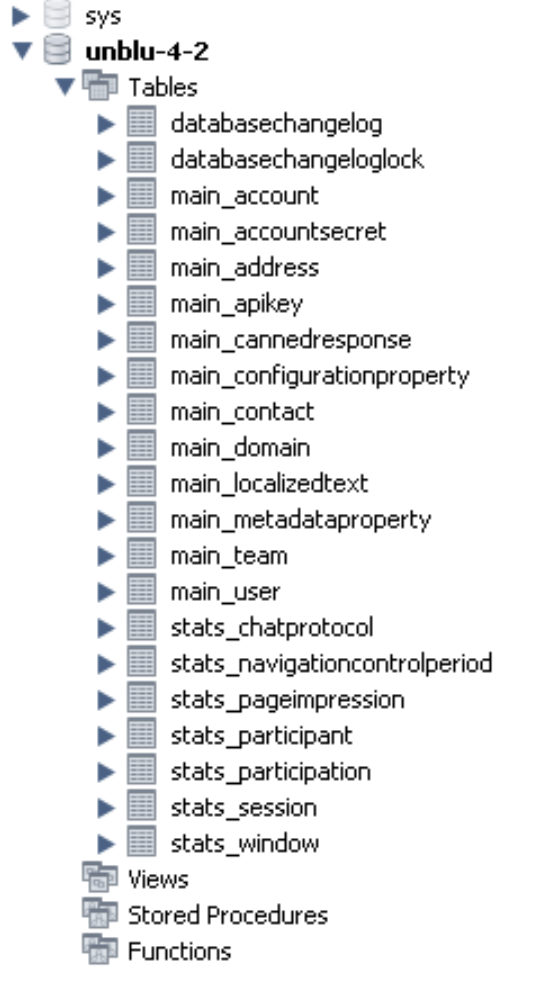 sys
unblu-4-2
Tables
databasechangelog
databasechangeloglock
main_account
main_accountsecret
main_address
main_apikey
main_cannedresponse
main_configurationproperty
main_contact
main_domain
main_localizedtext
main_metadataproperty
main_team
main_user
stats_chatprotocol
stats_navigationcontrolperiod
stats_pageimpression
stats_participant
stats_participation
stats_session
stats_window
Views
Stored Procedures
Functions